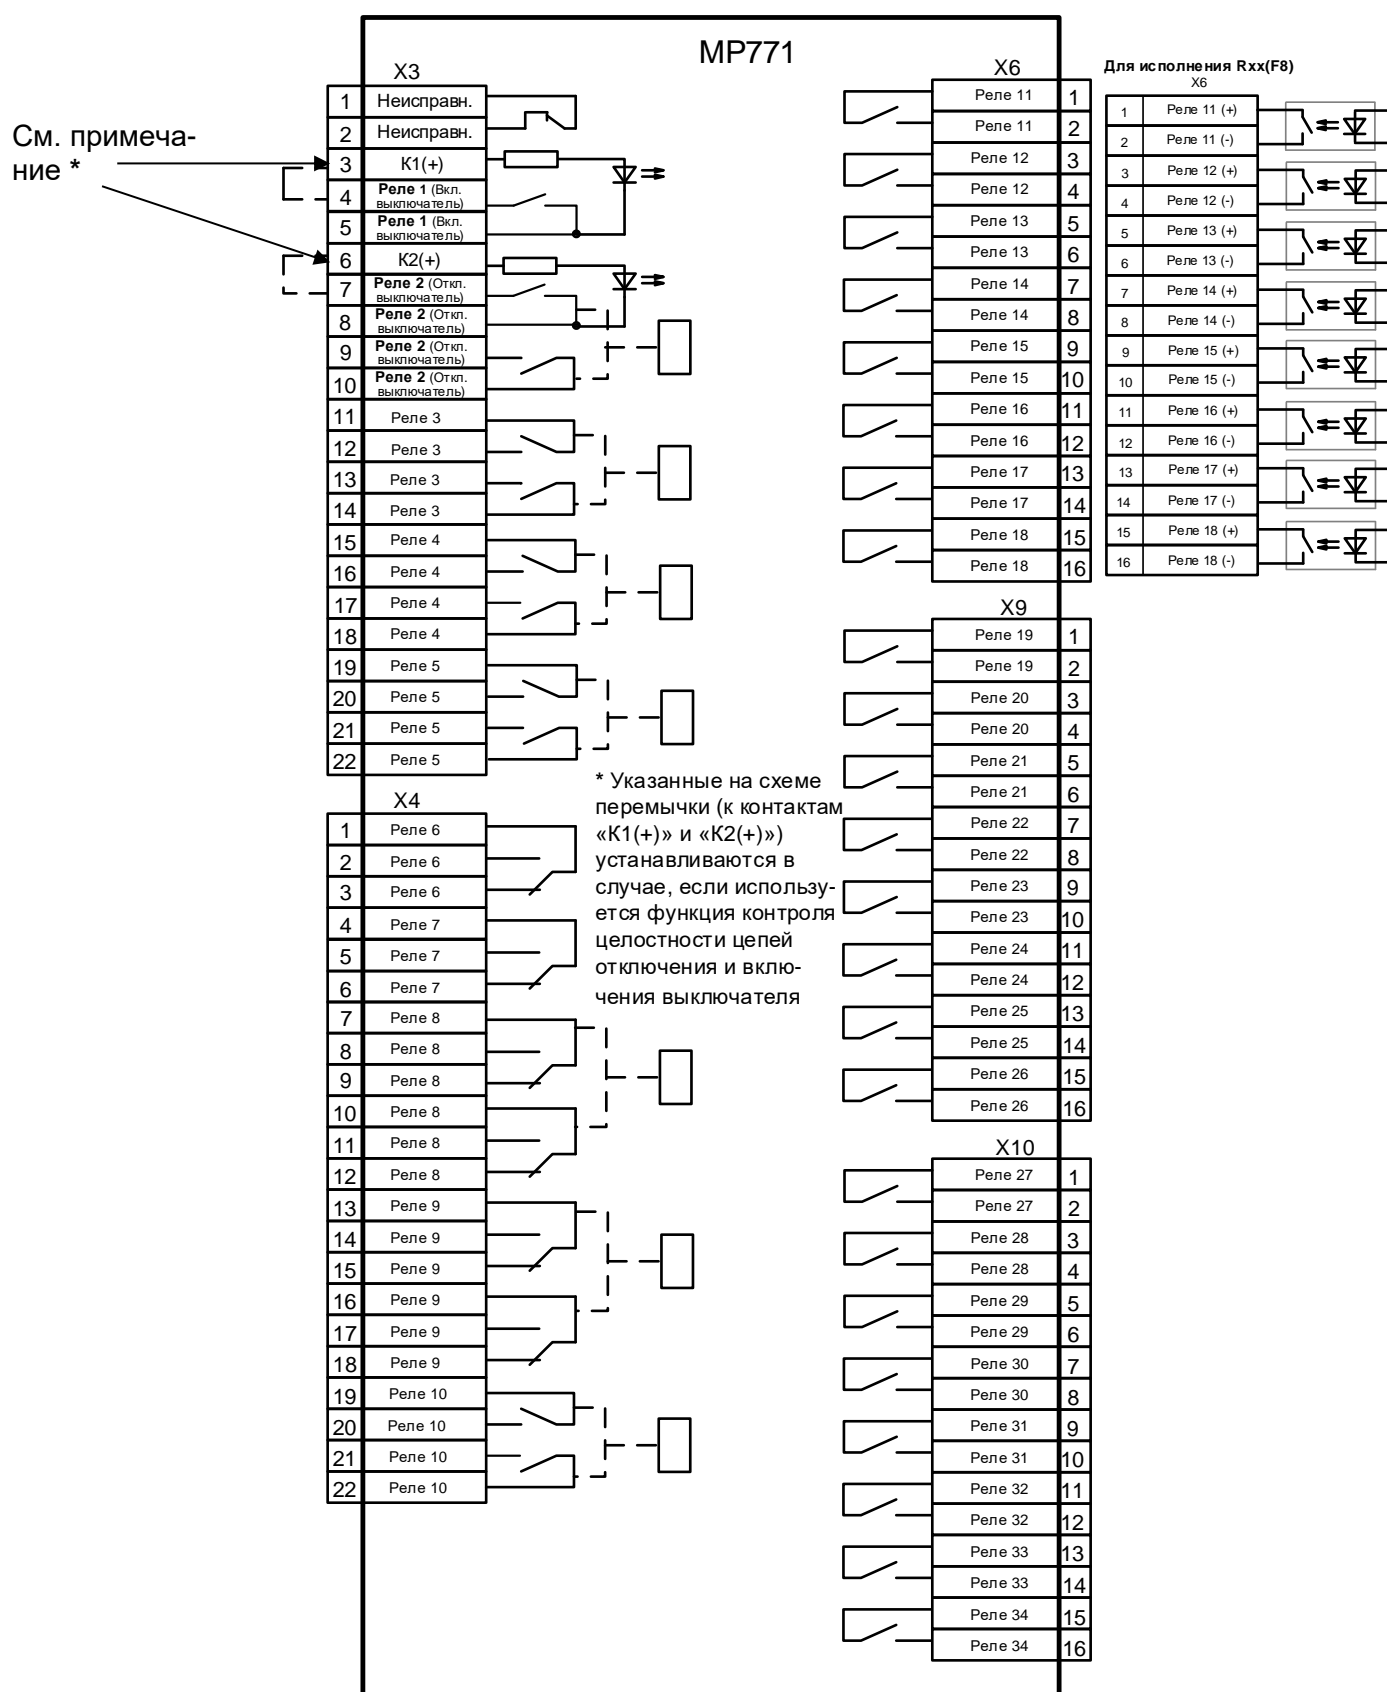 МР771
См. примеча-
ние *
X3
1 Неисправн.
2 Неисправн.
3 К1(+)
4 Реле 1 (Вкл. выключатель)
5 Реле 1 (Вкл. выключатель)
6 К2(+)
7 Реле 2 (Откл. выключатель)
8 Реле 2 (Откл. выключатель)
9 Реле 2 (Откл. выключатель)
10 Реле 2 (Откл. выключатель)
11 Реле 3
12 Реле 3
13 Реле 3
14 Реле 3
15 Реле 4
16 Реле 4
17 Реле 4
18 Реле 4
19 Реле 5
20 Реле 5
21 Реле 5
22 Реле 5
X4
1 Реле 6
2 Реле 6
3 Реле 6
4 Реле 7
5 Реле 7
6 Реле 7
7 Реле 8
8 Реле 8
9 Реле 8
10 Реле 8
11 Реле 8
12 Реле 8
13 Реле 9
14 Реле 9
15 Реле 9
16 Реле 9
17 Реле 9
18 Реле 9
19 Реле 10
20 Реле 10
21 Реле 10
22 Реле 10
* Указанные на схеме
перемычки (к контактам
«К1(+)» и «К2(+)»)
устанавливаются в
случае, если использу-
ется функция контроля
целостности цепей
отключения и вклю-
чения выключателя
X6
Реле 11 1
Реле 11 2
Реле 12 3
Реле 12 4
Реле 13 5
Реле 13 6
Реле 14 7
Реле 14 8
Реле 15 9
Реле 15 10
Реле 16 11
Реле 16 12
Реле 17 13
Реле 17 14
Реле 18 15
Реле 18 16
X9
Реле 19 1
Реле 19 2
Реле 20 3
Реле 20 4
Реле 21 5
Реле 21 6
Реле 22 7
Реле 22 8
Реле 23 9
Реле 23 10
Реле 24 11
Реле 24 12
Реле 25 13
Реле 25 14
Реле 26 15
Реле 26 16
X10
Реле 27 1
Реле 27 2
Реле 28 3
Реле 28 4
Реле 29 5
Реле 29 6
Реле 30 7
Реле 30 8
Реле 31 9
Реле 31 10
Реле 32 11
Реле 32 12
Реле 33 13
Реле 33 14
Реле 34 15
Реле 34 16
Для исполнения Rxx(F8)
X6
1 Реле 11 (+)
2 Реле 11 (-)
3 Реле 12 (+)
4 Реле 12 (-)
5 Реле 13 (+)
6 Реле 13 (-)
7 Реле 14 (+)
8 Реле 14 (-)
9 Реле 15 (+)
10 Реле 15 (-)
11 Реле 16 (+)
12 Реле 16 (-)
13 Реле 17 (+)
14 Реле 17 (-)
15 Реле 18 (+)
16 Реле 18 (-)